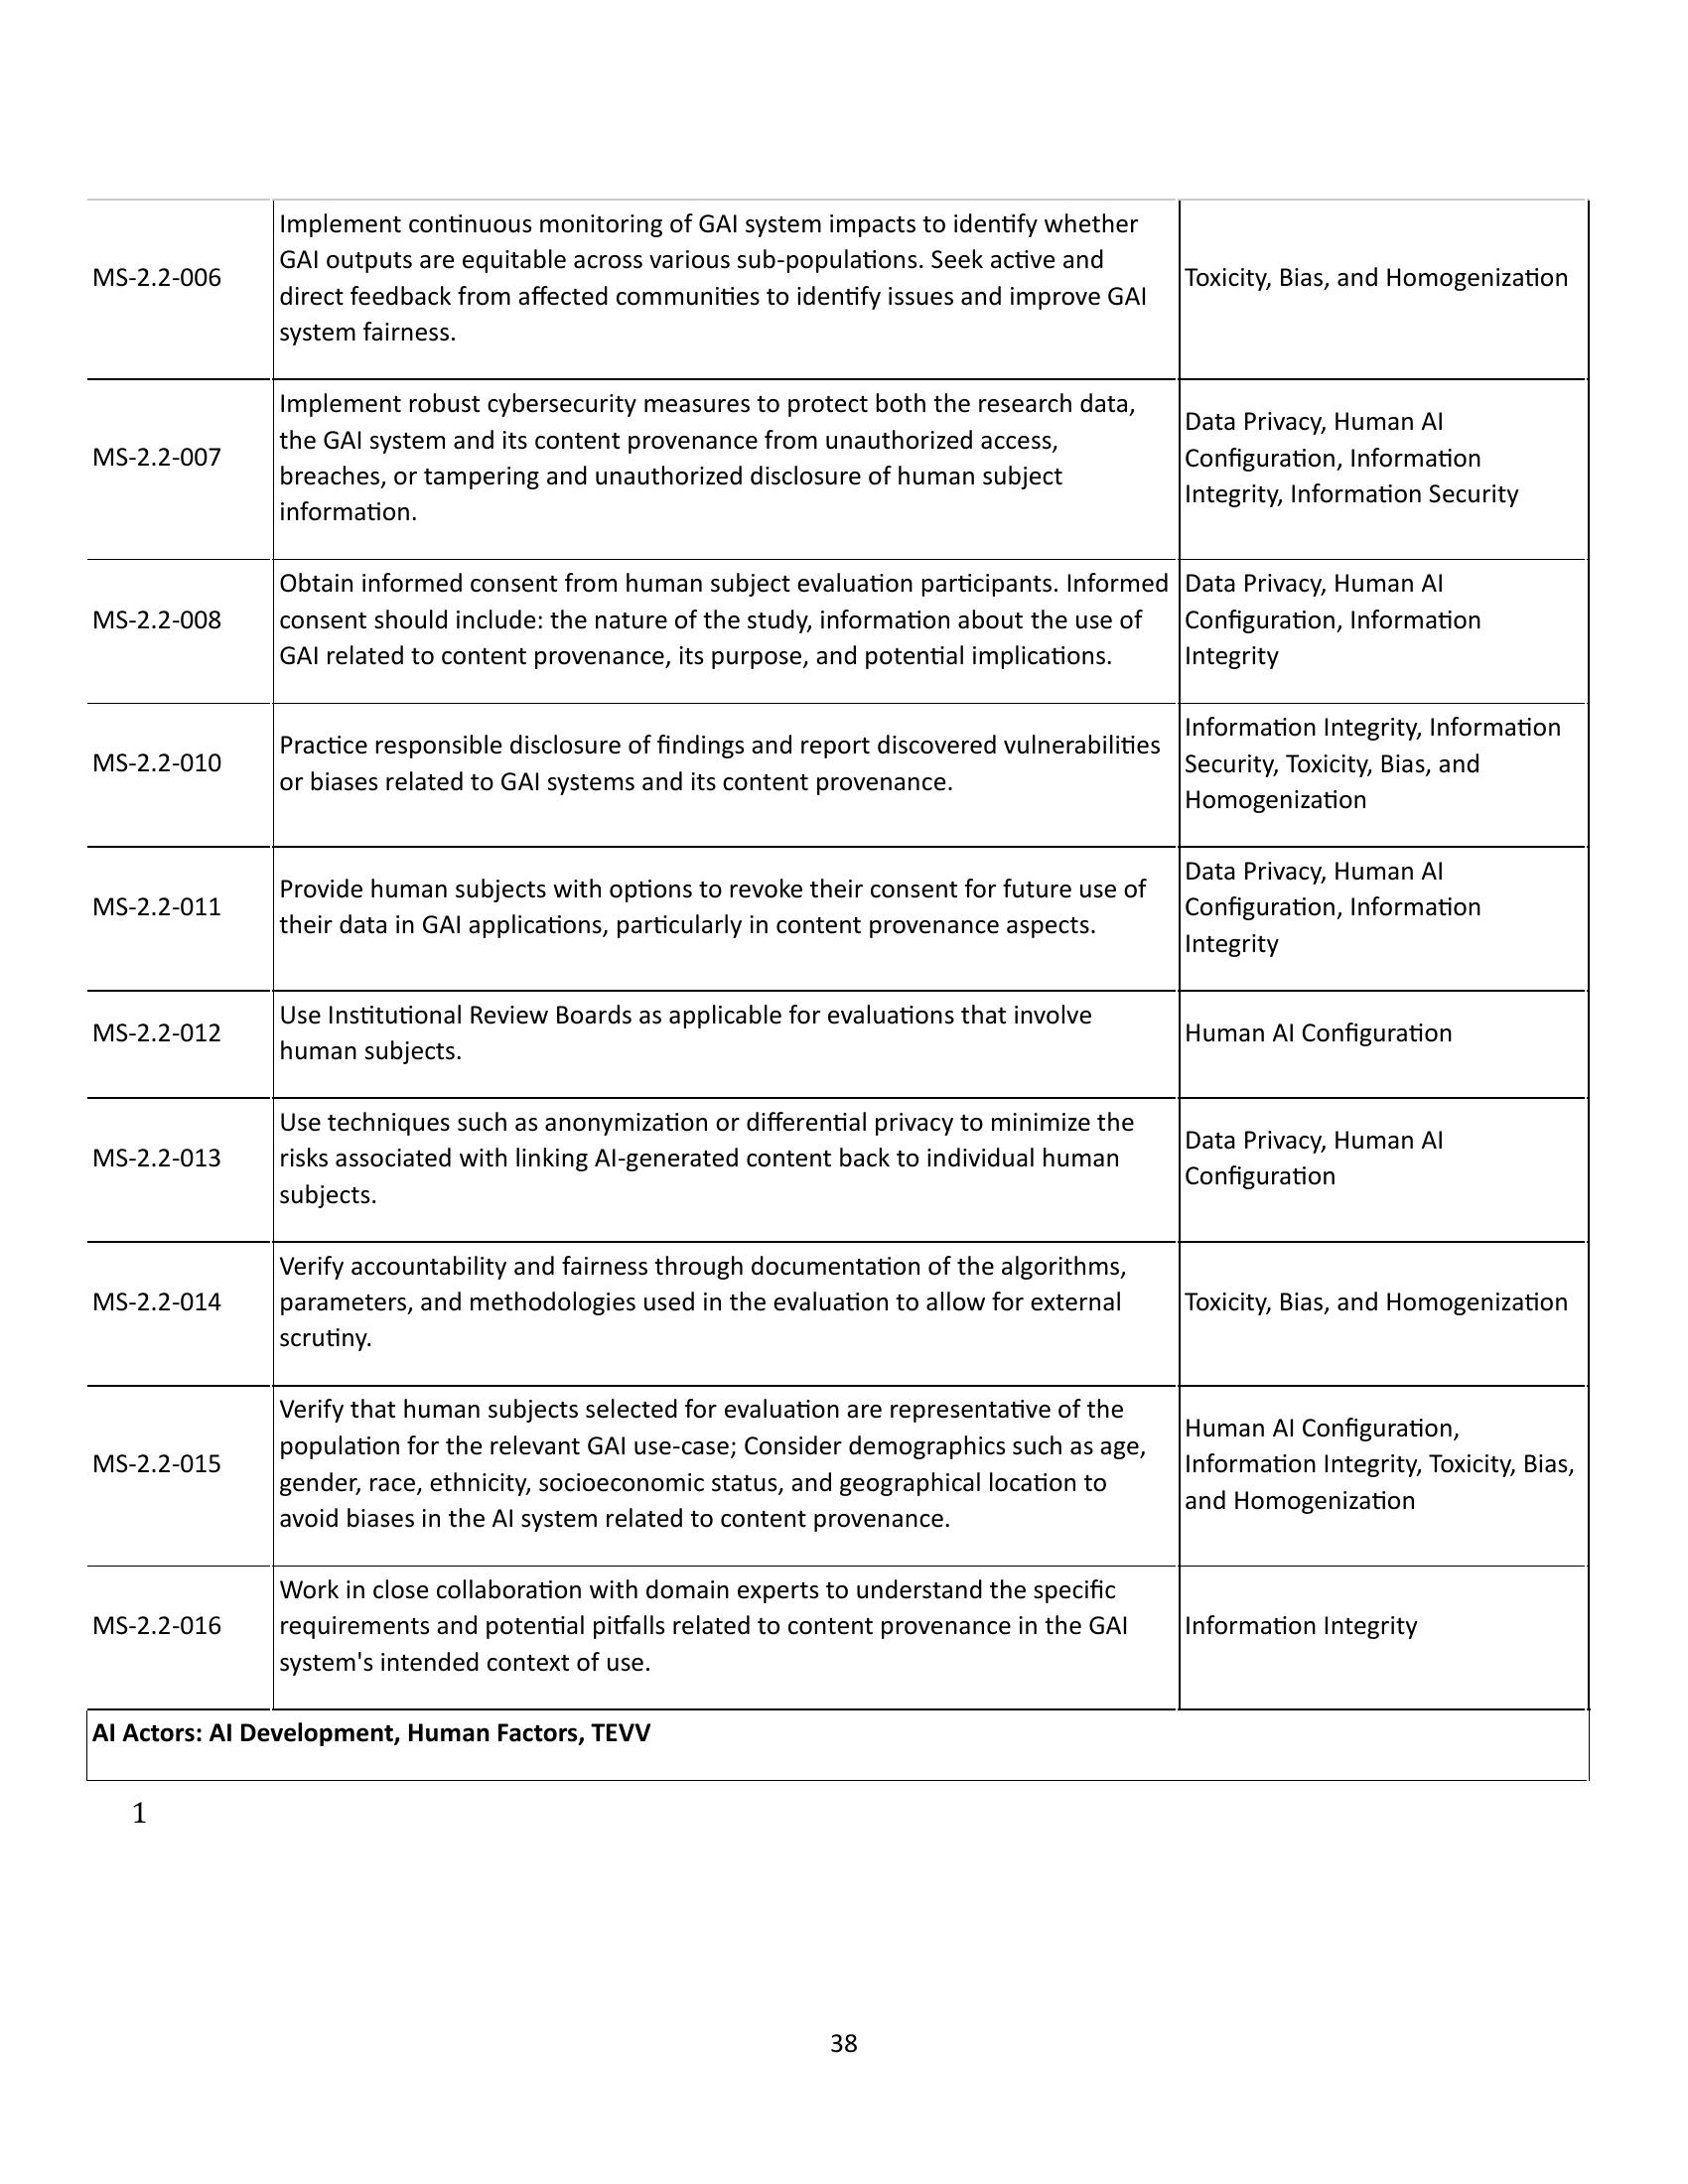 MS-2.2-006
Implement continuous monitoring of GAI system impacts to identify whether
GAI outputs are equitable across various sub-populations. Seek active and
direct feedback from affected communities to identify issues and improve GAI
system fairness.
Toxicity, Bias, and Homogenization
MS-2.2-007
Implement robust cybersecurity measures to protect both the research data,
the GAI system and its content provenance from unauthorized access,
breaches, or tampering and unauthorized disclosure of human subject
information.
Data Privacy, Human AI
Configuration, Information
Integrity, Information Security
MS-2.2-008
Obtain informed consent from human subject evaluation participants. Informed
consent should include: the nature of the study, information about the use of
GAI related to content provenance, its purpose, and potential implications.
Data Privacy, Human AI
Configuration, Information
Integrity
MS-2.2-010
Practice responsible disclosure of findings and report discovered vulnerabilities
or biases related to GAI systems and its content provenance.
Information Integrity, Information
Security, Toxicity, Bias, and
Homogenization
MS-2.2-011
Provide human subjects with options to revoke their consent for future use of
their data in GAI applications, particularly in content provenance aspects.
Data Privacy, Human AI
Configuration, Information
Integrity
MS-2.2-012
Use Institutional Review Boards as applicable for evaluations that involve
human subjects.
Human AI Configuration
MS-2.2-013
Use techniques such as anonymization or differential privacy to minimize the
risks associated with linking AI-generated content back to individual human
subjects.
Data Privacy, Human AI
Configuration
MS-2.2-014
Verify accountability and fairness through documentation of the algorithms,
parameters, and methodologies used in the evaluation to allow for external
scrutiny.
Toxicity, Bias, and Homogenization
MS-2.2-015
Verify that human subjects selected for evaluation are representative of the
population for the relevant GAI use-case; Consider demographics such as age,
gender, race, ethnicity, socioeconomic status, and geographical location to
avoid biases in the AI system related to content provenance.
Human AI Configuration,
Information Integrity, Toxicity, Bias,
and Homogenization
MS-2.2-016
Work in close collaboration with domain experts to understand the specific
requirements and potential pitfalls related to content provenance in the GAI
system's intended context of use.
Information Integrity
AI Actors: AI Development, Human Factors, TEVV
1
38